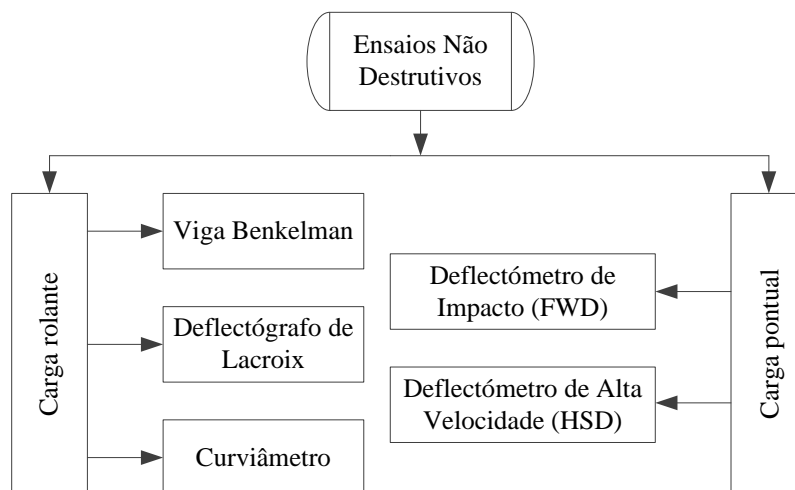 Ensaios Não
Destrutivos
Carga rolante
Viga Benkelman
Deflectógrafo de
Lacroix
Curviâmetro
Deflectómetro de
Impacto (FWD)
Deflectómetro de Alta
Velocidade (HSD)
Carga pontual